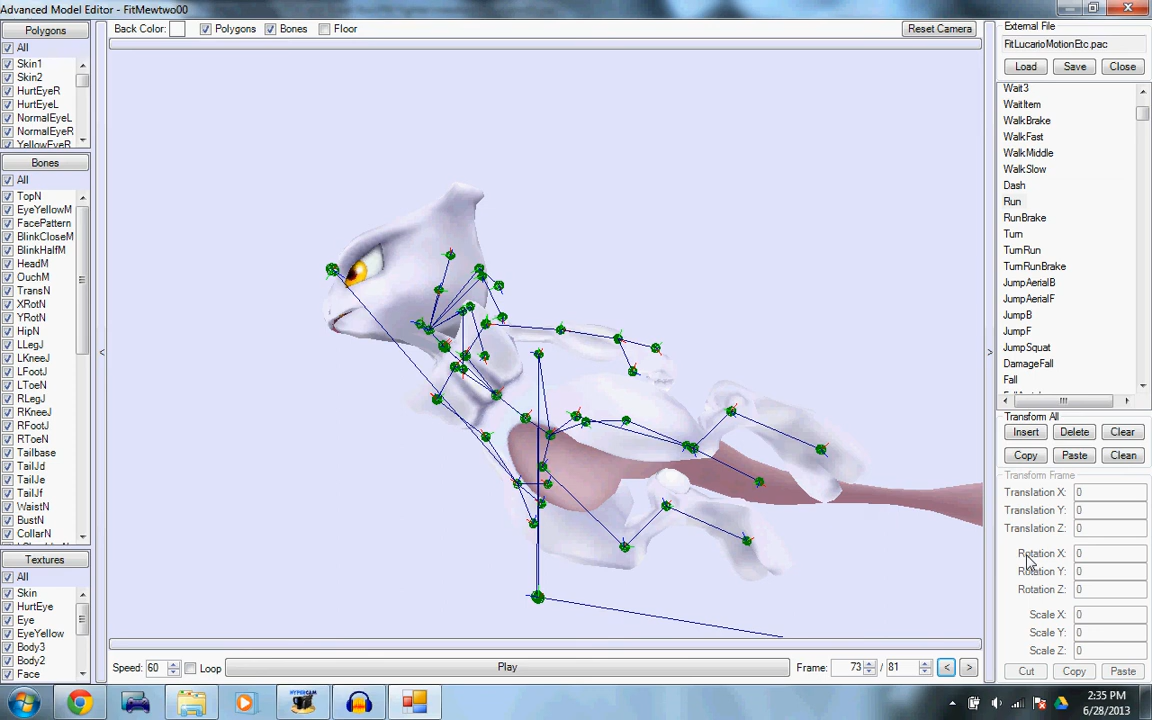 Advanced Model Editor - FitMewtwo00
Polygons
All
Skin1
Skin2
HurtEyeR
HurtEyeL
NormalEyeL
NormalEyeR
YellowEyeR
Bones
All
TopN
EyeYellowM
FacePattern
BlinkCloseM
BlinkHalfM
HeadM
OuchM
TransN
XRotN
YRotN
HipN
LLegJ
LKneeJ
LFootJ
LToeN
RLegJ
RKneeJ
RFootJ
RToeN
Tailbase
TailJd
TailJe
TailJf
WaistN
BustN
CollarN
Textures
All
Skin
HurtEye
Eye
EyeYellow
Body3
Body2
Face
Back Color:
Polygons
Bones
Floor
Reset Camera
Speed: 60
Loop
Play
Frame: 73 / 81
< >
External File
FitLucarioMotionEtc.pac
Load Save Close
Wait3
WaitItem
WalkBrake
WalkFast
WalkMiddle
WalkSlow
Dash
Run
RunBrake
Turn
TurnRun
TurnRunBrake
JumpAerialB
JumpAerialF
JumpB
JumpF
JumpSquat
DamageFall
Fall
Transform All
Insert Delete Clear
Copy Paste Clean
Transform Frame
Translation X: 0
Translation Y: 0
Translation Z: 0
Rotation X: 0
Rotation Y: 0
Rotation Z: 0
Scale X: 0
Scale Y: 0
Scale Z: 0
Cut Copy Paste
HYPERCAM
2:35 PM
6/28/2013